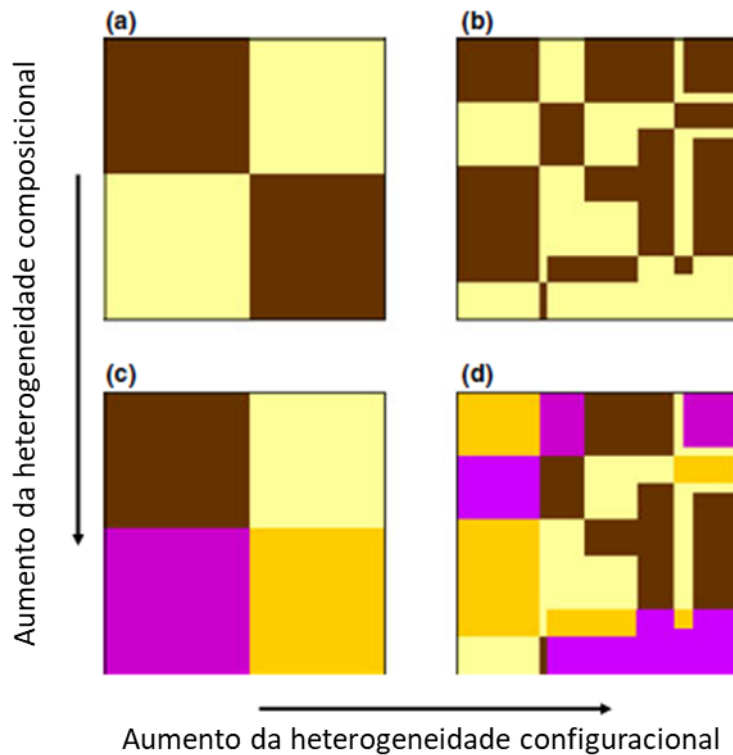 (a)
(b)
Aumento da heterogeneidade composicional
(c)
(d)
Aumento da heterogeneidade configuracional